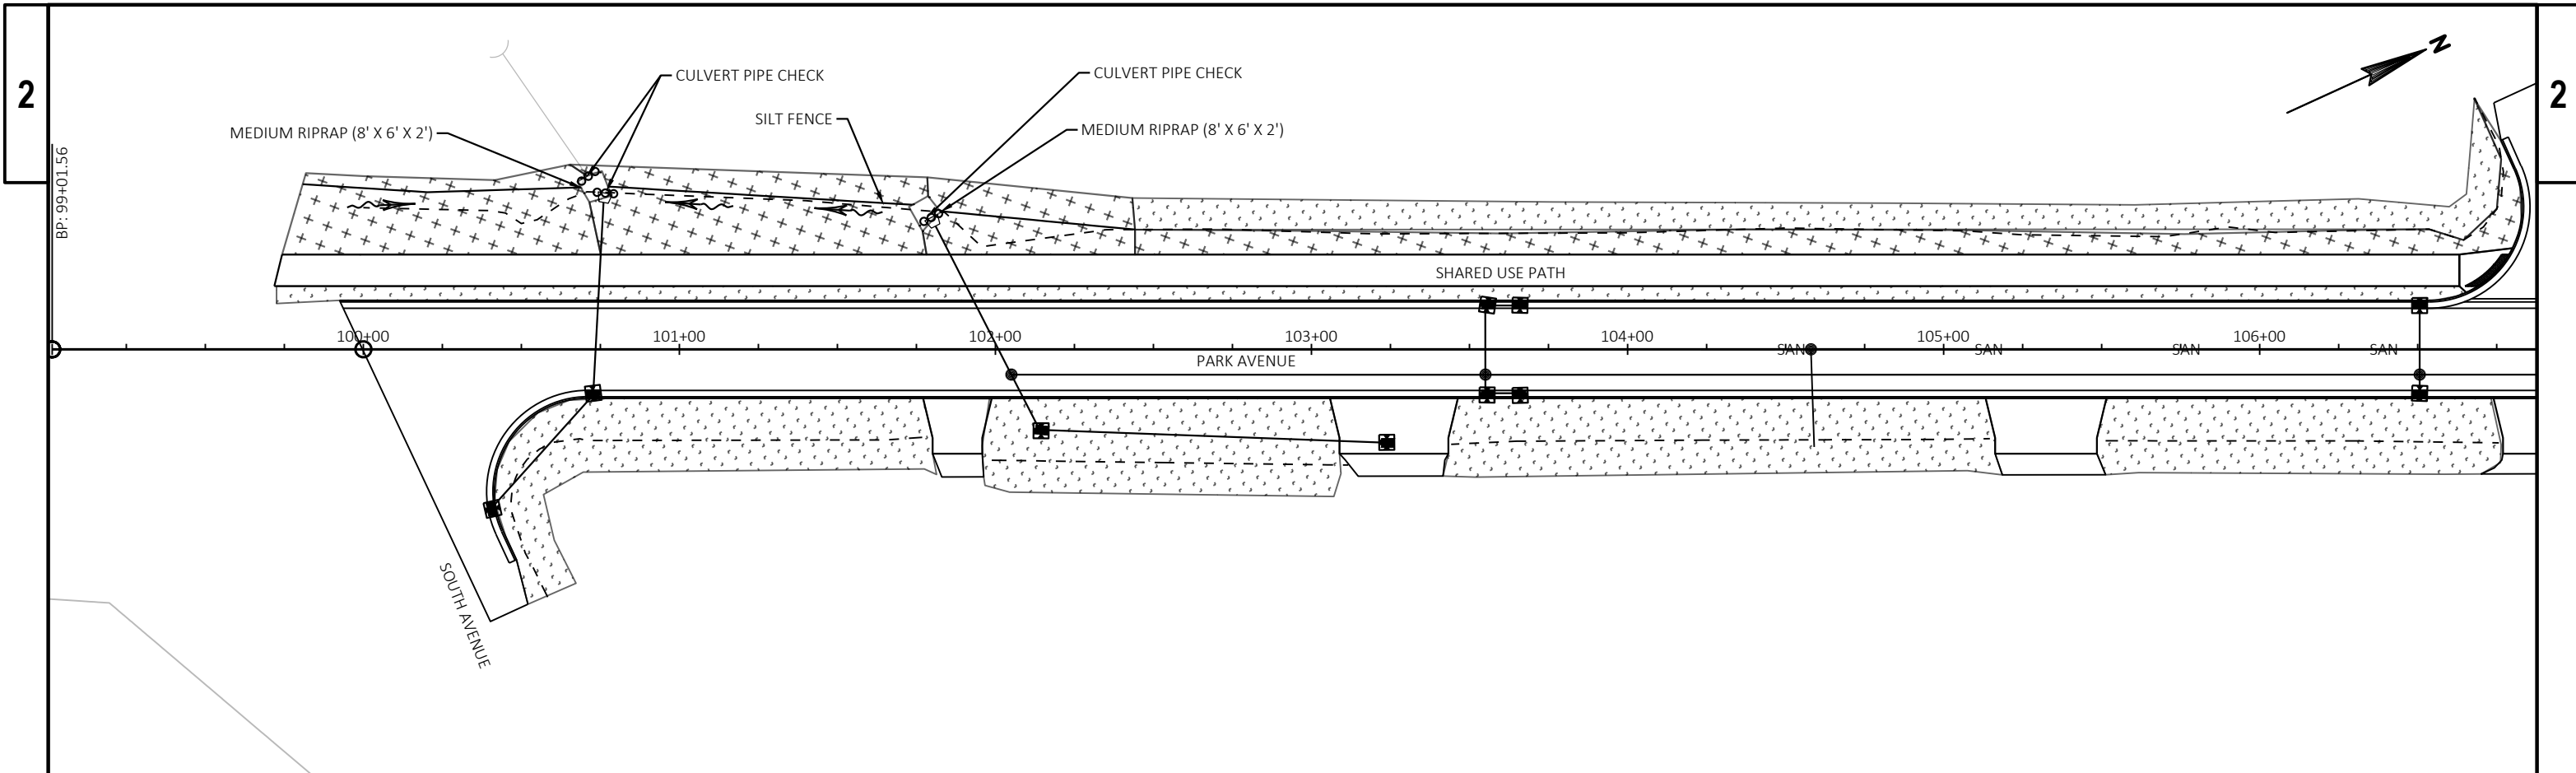 2
N
2
CULVERT PIPE CHECK
CULVERT PIPE CHECK
SILT FENCE
MEDIUM RIPRAP (8' X 6' X 2')
MEDIUM RIPRAP (8' X 6' X 2')
BP: 99+01.56
SHARED USE PATH
100+00
101+00
102+00
103+00
104+00
105+00
106+00
SAN
SAN
SAN
SAN
PARK AVENUE
SOUTH AVENUE